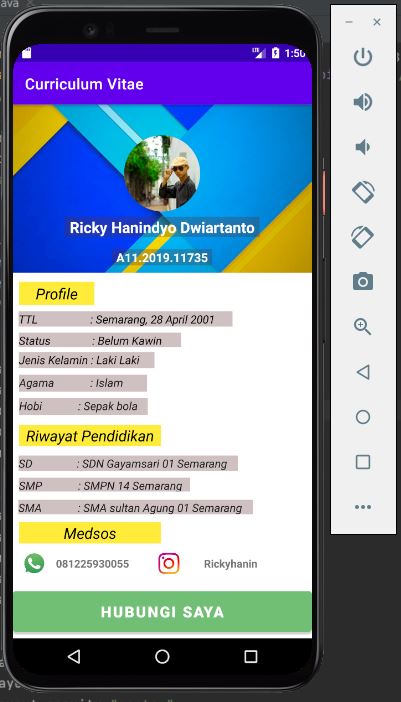 ava
LTE 1:50
Curriculum Vitae
Ricky Hanindyo Dwiartanto
A11.2019.11735
Profile
TTL : Semarang, 28 April 2001
Status : Belum Kawin
Jenis Kelamin : Laki Laki
Agama : Islam
Hobi : Sepak bola
Riwayat Pendidikan
SD : SDN Gayamsari 01 Semarang
SMP : SMPN 14 Semarang
SMA : SMA sultan Agung 01 Semarang
Medsos
081225930055 Rickyhanin
HUBUNGI SAYA